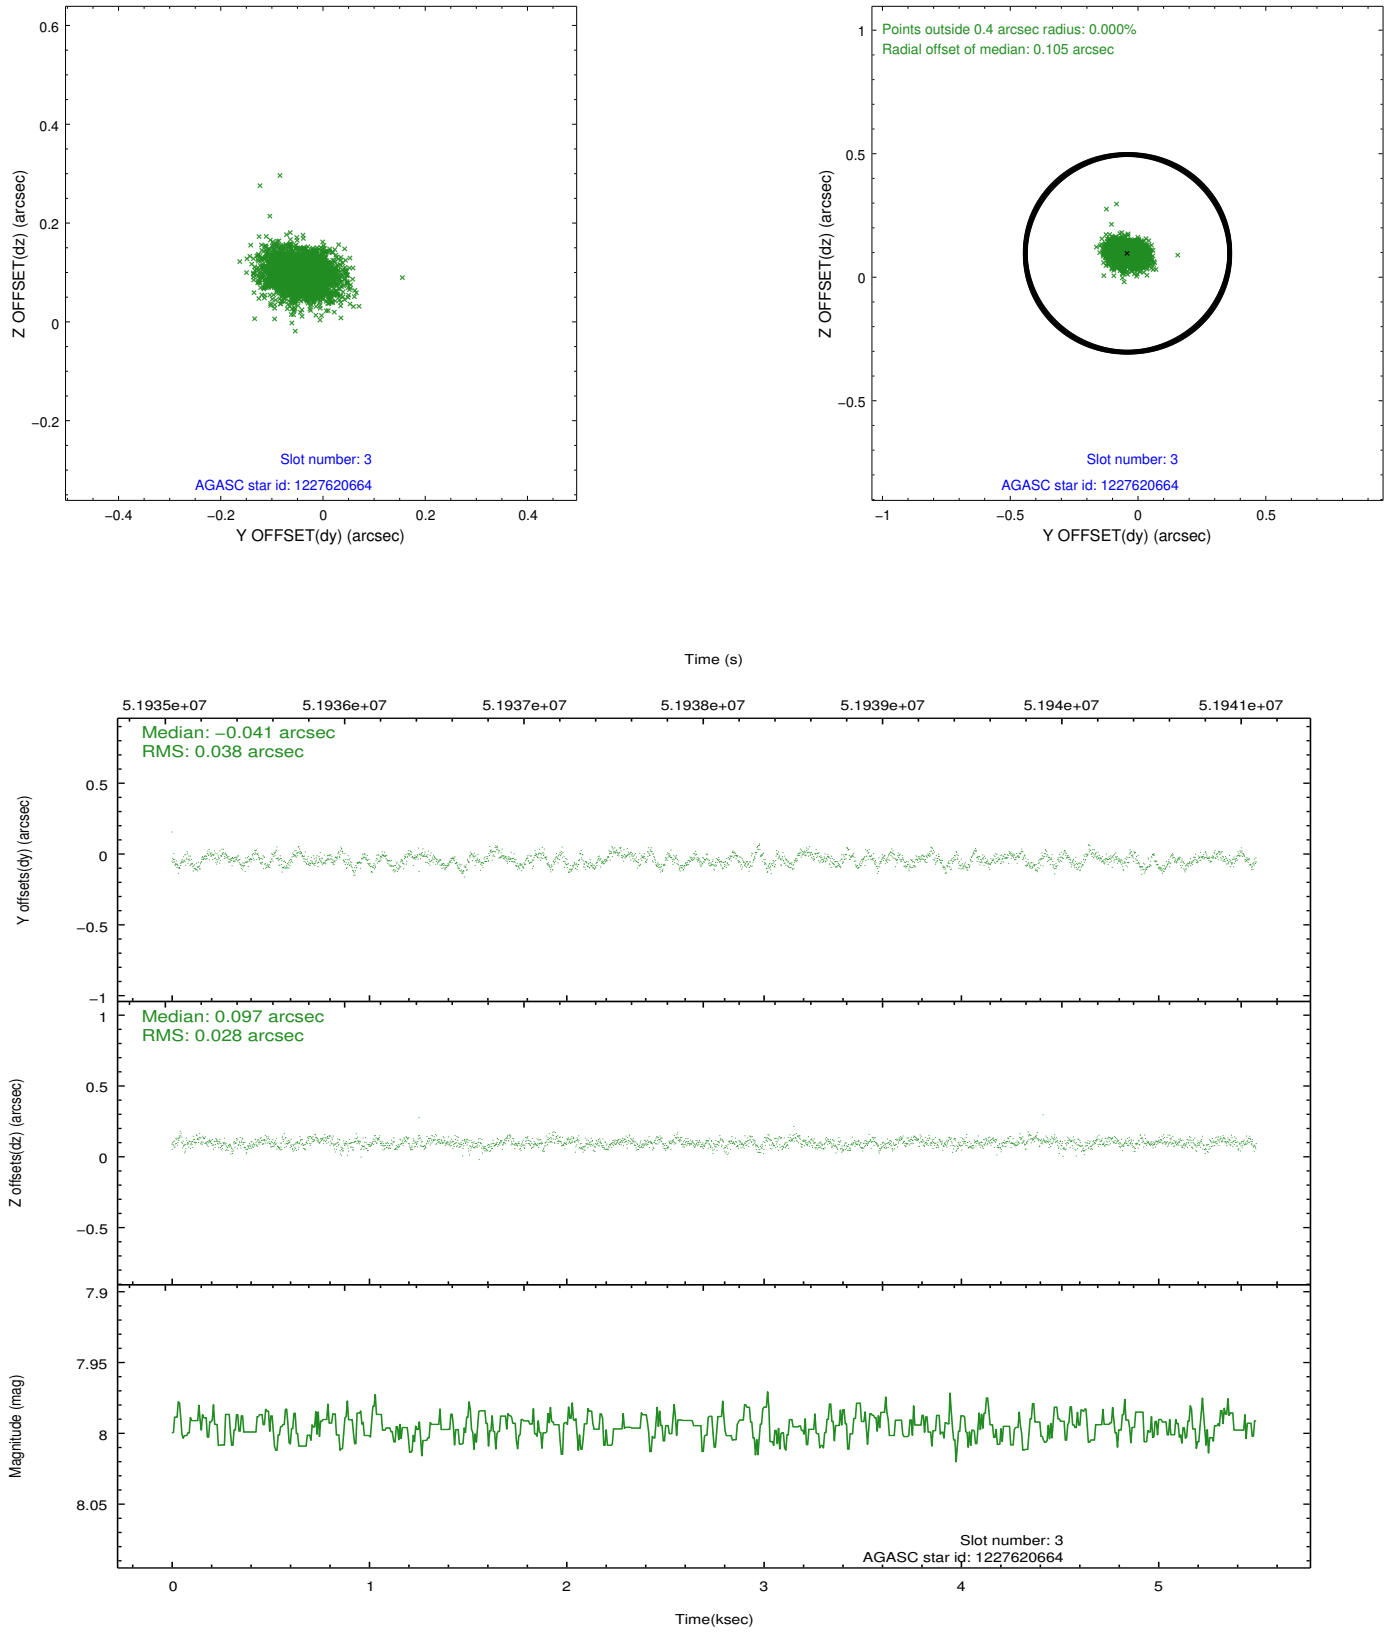 0.6
0.4
0.2
0
−0.2
Z OFFSET(dz) (arcsec)
Slot number: 3
AGASC star id: 1227620664
−0.4
−0.2
0
0.2
0.4
Y OFFSET(dy) (arcsec)
Points outside 0.4 arcsec radius: 0.000%
Radial offset of median: 0.105 arcsec
1
0.5
0
−0.5
Z OFFSET(dz) (arcsec)
Slot number: 3
AGASC star id: 1227620664
−1
−0.5
0
0.5
Y OFFSET(dy) (arcsec)
Time (s)
5.1935e+07
5.1936e+07
5.1937e+07
5.1938e+07
5.1939e+07
5.194e+07
5.1941e+07
Median: −0.041 arcsec
RMS: 0.038 arcsec
0.5
0
−0.5
−1
Y offsets(dy) (arcsec)
Median: 0.097 arcsec
RMS: 0.028 arcsec
1
0.5
0
−0.5
Z offsets(dz) (arcsec)
7.9
7.95
8
8.05
Magnitude (mag)
Slot number: 3
AGASC star id: 1227620664
0
1
2
3
4
5
Time(ksec)